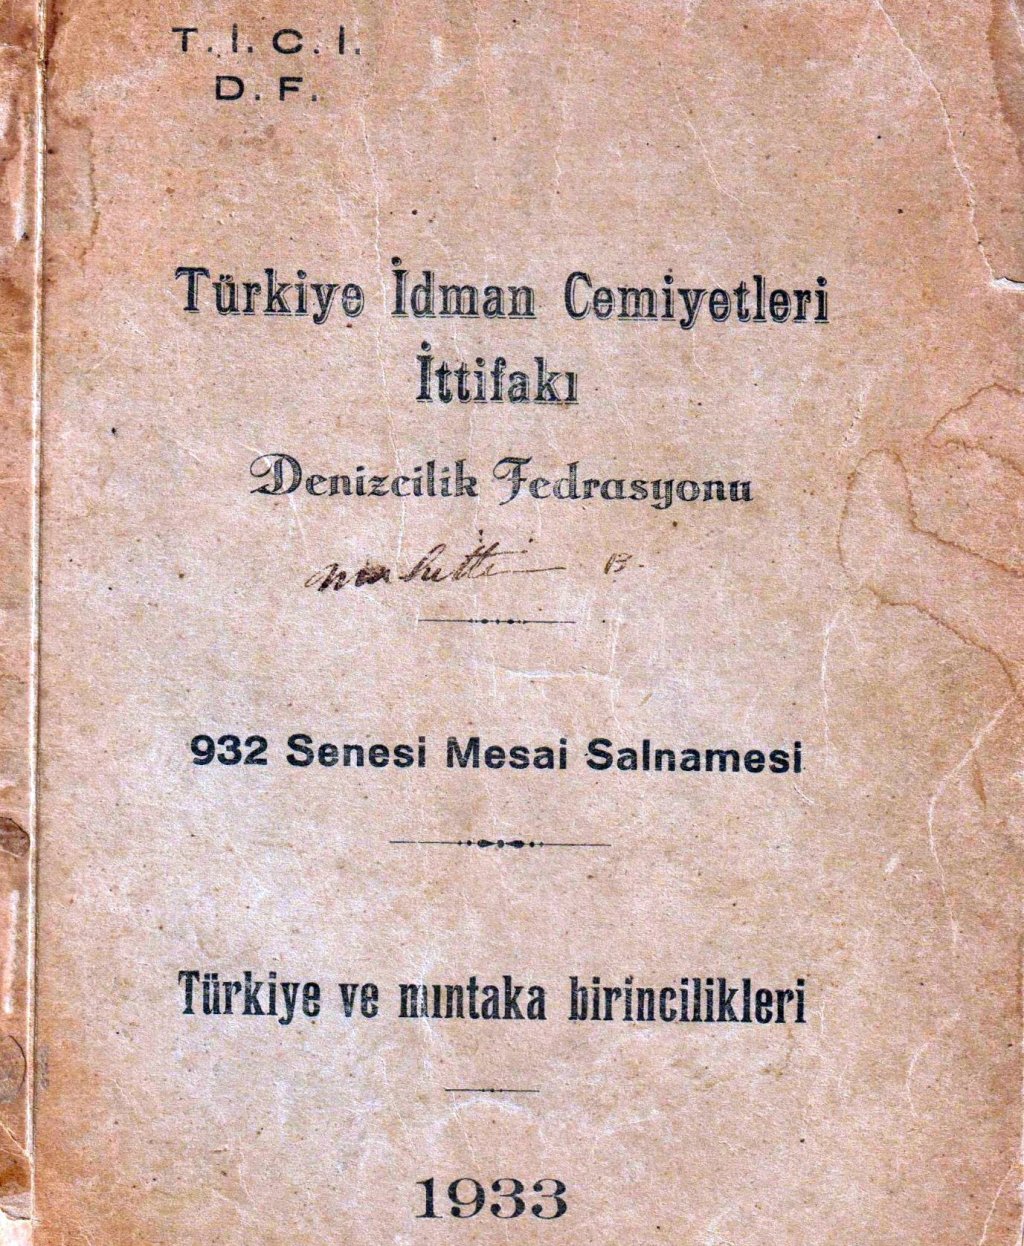 T. İ. C. İ.
D. F.
Türkiye İdman Cemiyetleri
İttifakı
Denizcilik Fedrasyonu
B.
932 Senesi Mesai Salnamesi
Türkiye ve mıntaka birincilikleri
1933